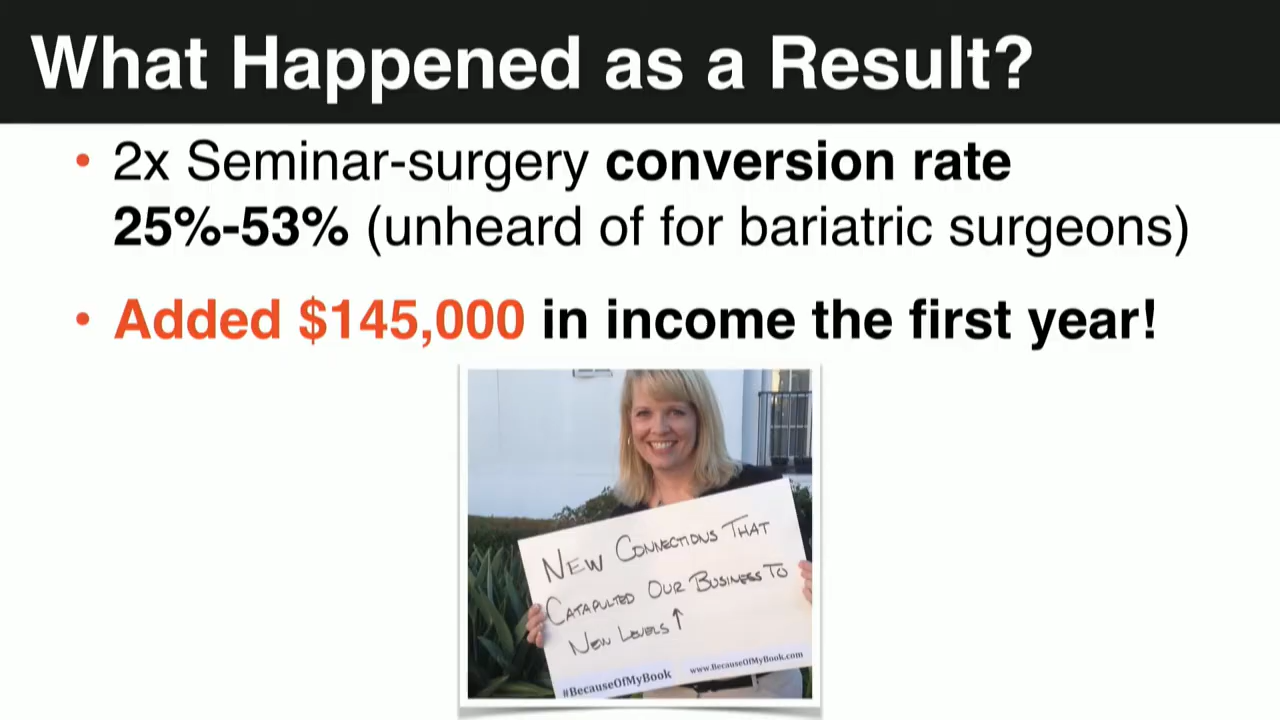 What Happened as a Result?
• 2x Seminar-surgery conversion rate
25%-53% (unheard of for bariatric surgeons)
• Added $145,000 in income the first year!
NEW CONNECTIONS THAT
CATAPULTED OUR BUSINESS TO
NEW LEVELS↑
#BecauseOfMyBook www.BecauseOfMyBook.com